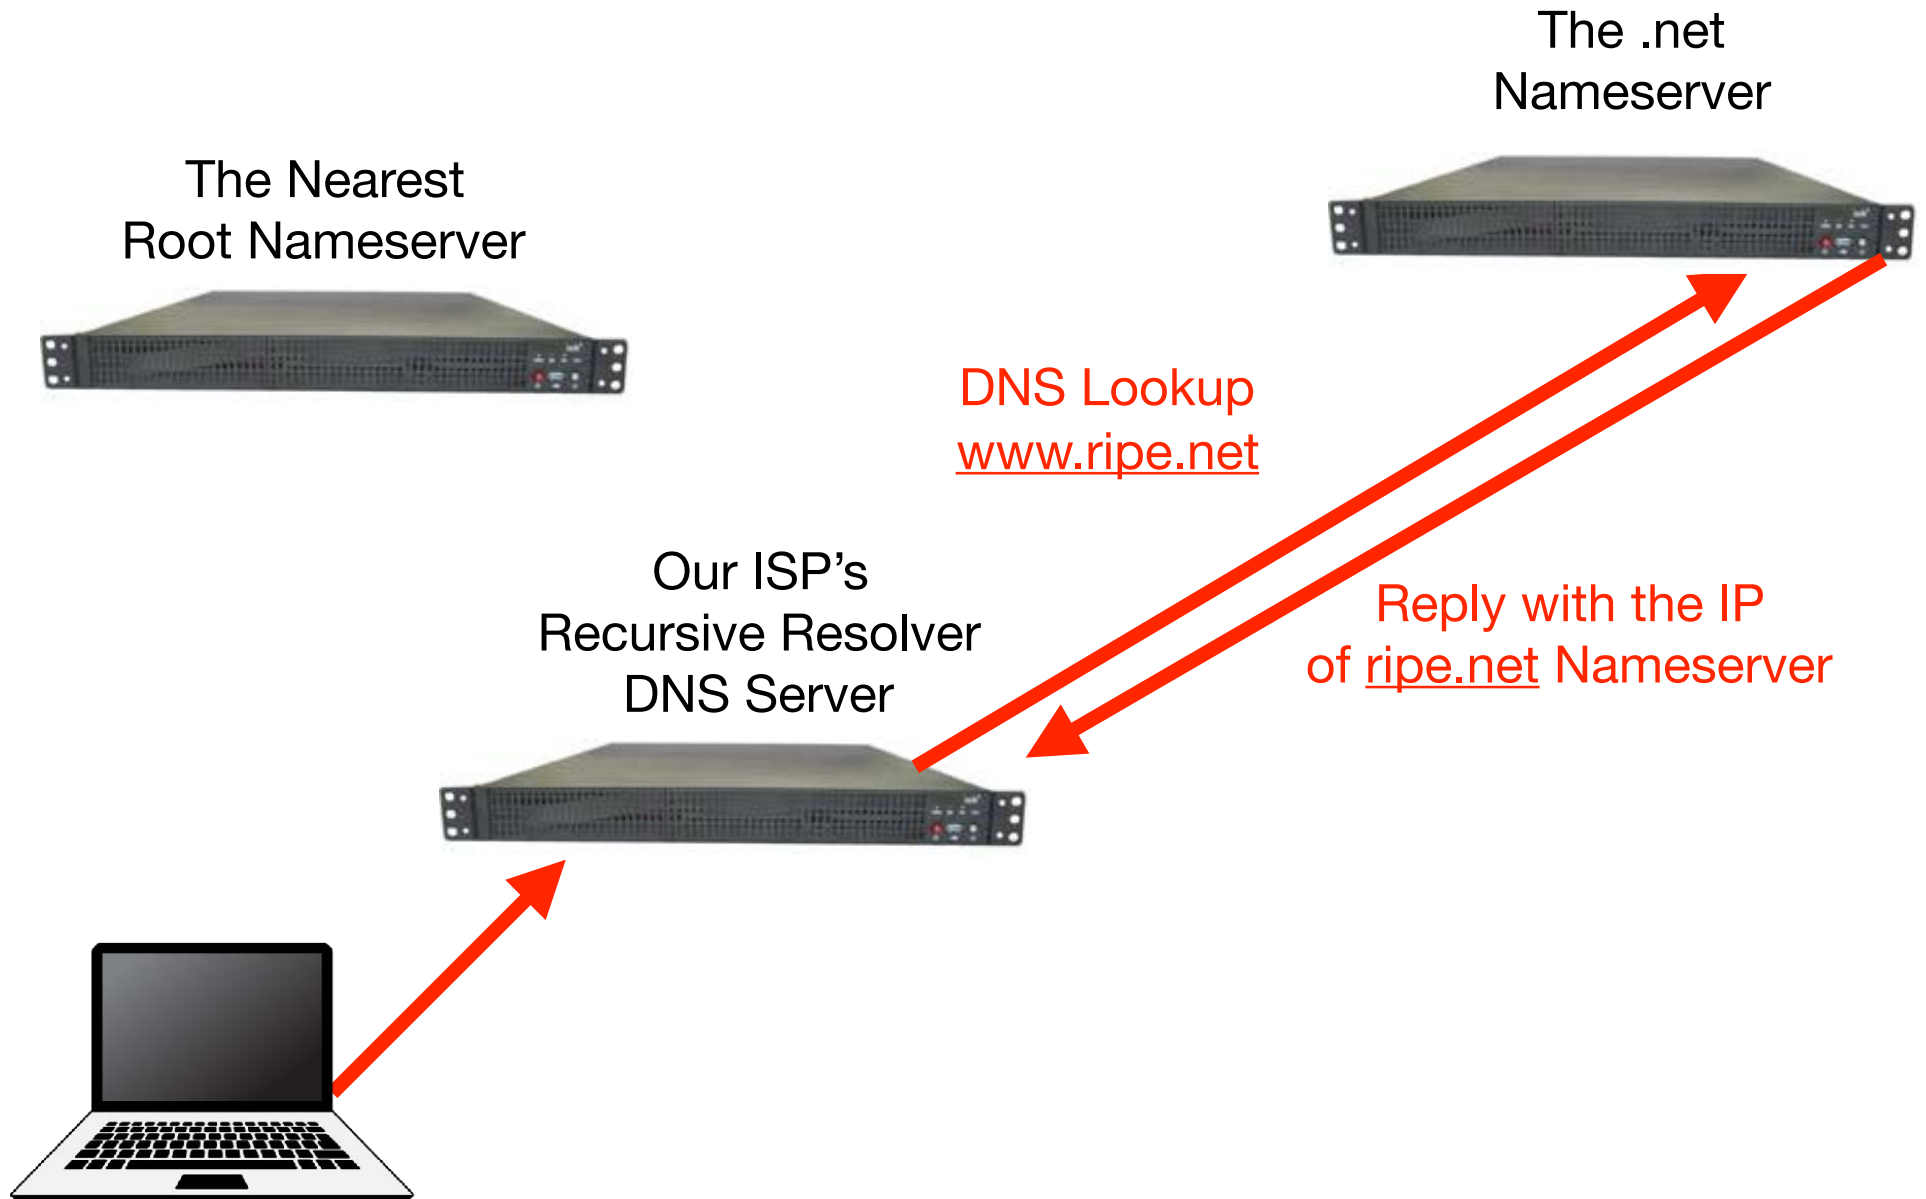 The .net
Nameserver
The Nearest
Root Nameserver
DNS Lookup
www.ripe.net
Our ISP’s
Recursive Resolver
DNS Server
Reply with the IP
of ripe.net Nameserver